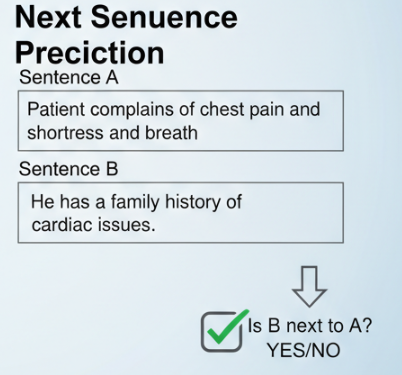 Next Senuence
Preciction
Sentence A
Patient complains of chest pain and
shortress and breath
Sentence B
He has a family history of
cardiac issues.
Is B next to A?
YES/NO